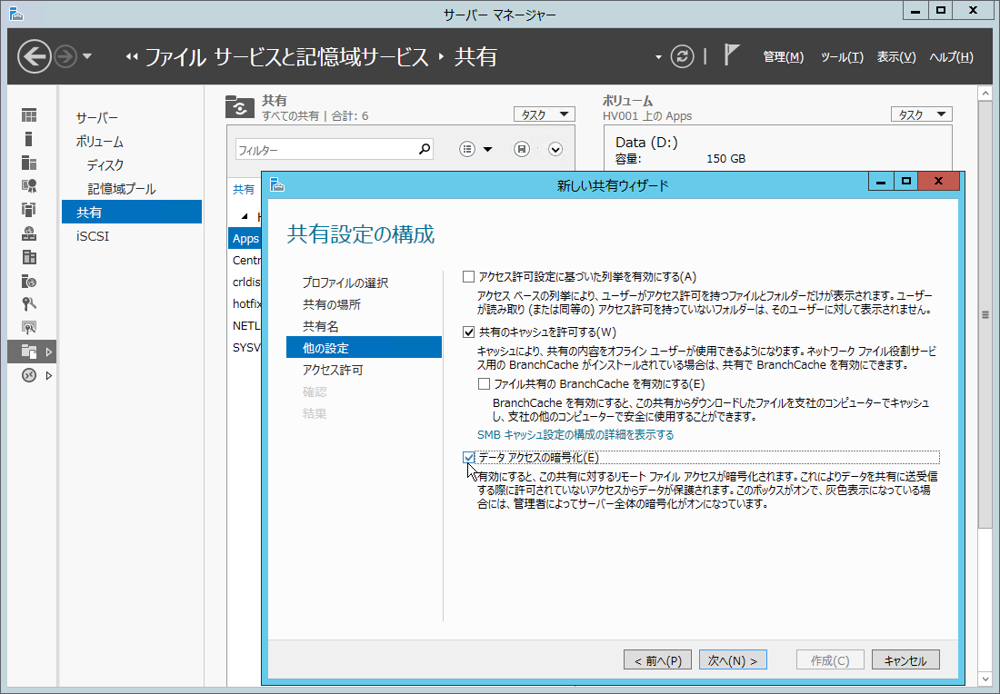 サーバー マネージャー
ファイル サービスと記憶域サービス
共有
管理(M)
ツール(T)
表示(V)
ヘルプ(H)
サーバー
ボリューム
ディスク
記憶域プール
共有
iSCSI
共有
すべての共有 | 合計: 6
タスク
フィルター
ボリューム
HV001 上の Apps
タスク
Data (D:)
容量:
150 GB
共有
Apps
Centr
crldis
hotfix
NETL
SYSV
新しい共有ウィザード
共有設定の構成
プロファイルの選択
共有の場所
共有名
他の設定
アクセス許可
確認
結果
アクセス許可設定に基づいた列挙を有効にする(A)
アクセス ベースの列挙により、ユーザーがアクセス許可を持つファイルとフォルダーだけが表示されます。ユーザー
が読み取り (または同等の) アクセス許可を持っていないフォルダーは、そのユーザーに対して表示されません。
共有のキャッシュを許可する(W)
キャッシュにより、共有の内容をオフライン ユーザーが使用できるようになります。ネットワーク ファイル役割サービ
ス用の BranchCache がインストールされている場合は、共有で BranchCache を有効にできます。
ファイル共有の BranchCache を有効にする(E)
BranchCache を有効にすると、この共有からダウンロードしたファイルを支社のコンピューターでキャッシュ
し、支社の他のコンピューターで安全に使用することができます。
SMB キャッシュ設定の構成の詳細を表示する
データ アクセスの暗号化(E)
有効にすると、この共有に対するリモート ファイル アクセスが暗号化されます。これによりデータを共有に送受信
する際に許可されていないアクセスからデータが保護されます。このボックスがオンで、灰色表示になっている場
合には、管理者によってサーバー全体の暗号化がオンになっています。
< 前へ(P)
次へ(N) >
作成(C)
キャンセル